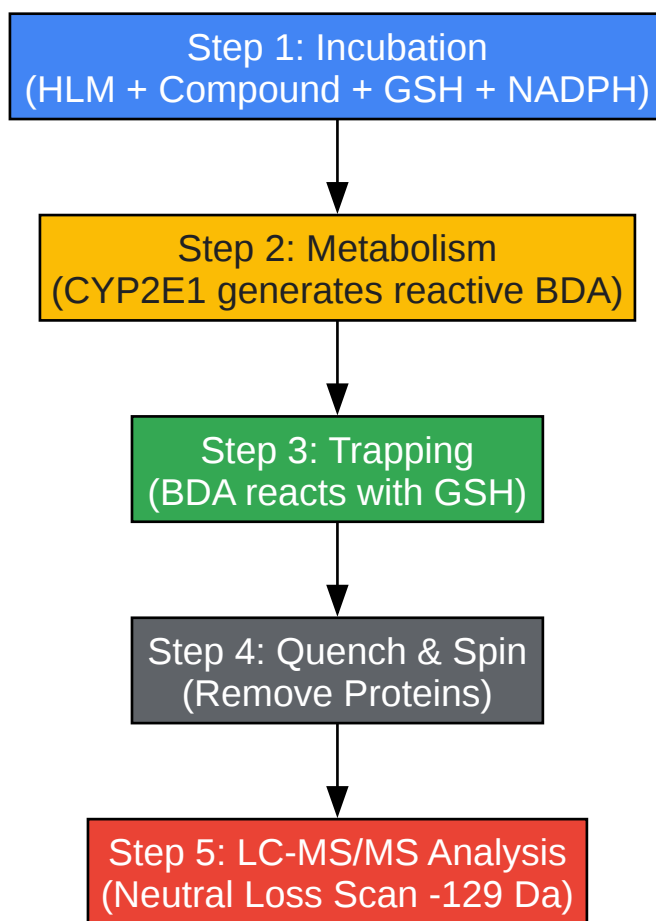 Step 1: Incubation
(HLM + Compound + GSH + NADPH)
Step 2: Metabolism
(CYP2E1 generates reactive BDA)
Step 3: Trapping
(BDA reacts with GSH)
Step 4: Quench & Spin
(Remove Proteins)
Step 5: LC-MS/MS Analysis
(Neutral Loss Scan -129 Da)